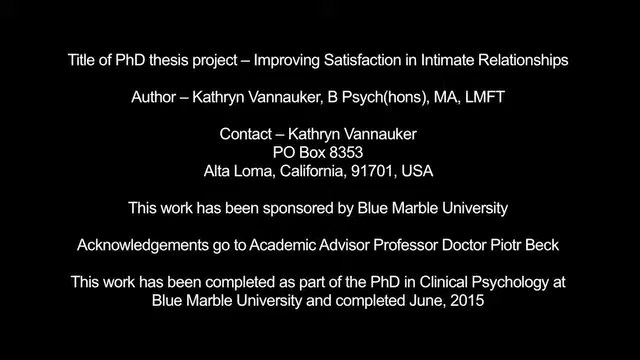 Title of PhD thesis project – Improving Satisfaction in Intimate Relationships
Author – Kathryn Vannauker, B Psych(hons), MA, LMFT
Contact – Kathryn Vannauker
PO Box 8353
Alta Loma, California, 91701, USA
This work has been sponsored by Blue Marble University
Acknowledgements go to Academic Advisor Professor Doctor Piotr Beck
This work has been completed as part of the PhD in Clinical Psychology at
Blue Marble University and completed June, 2015